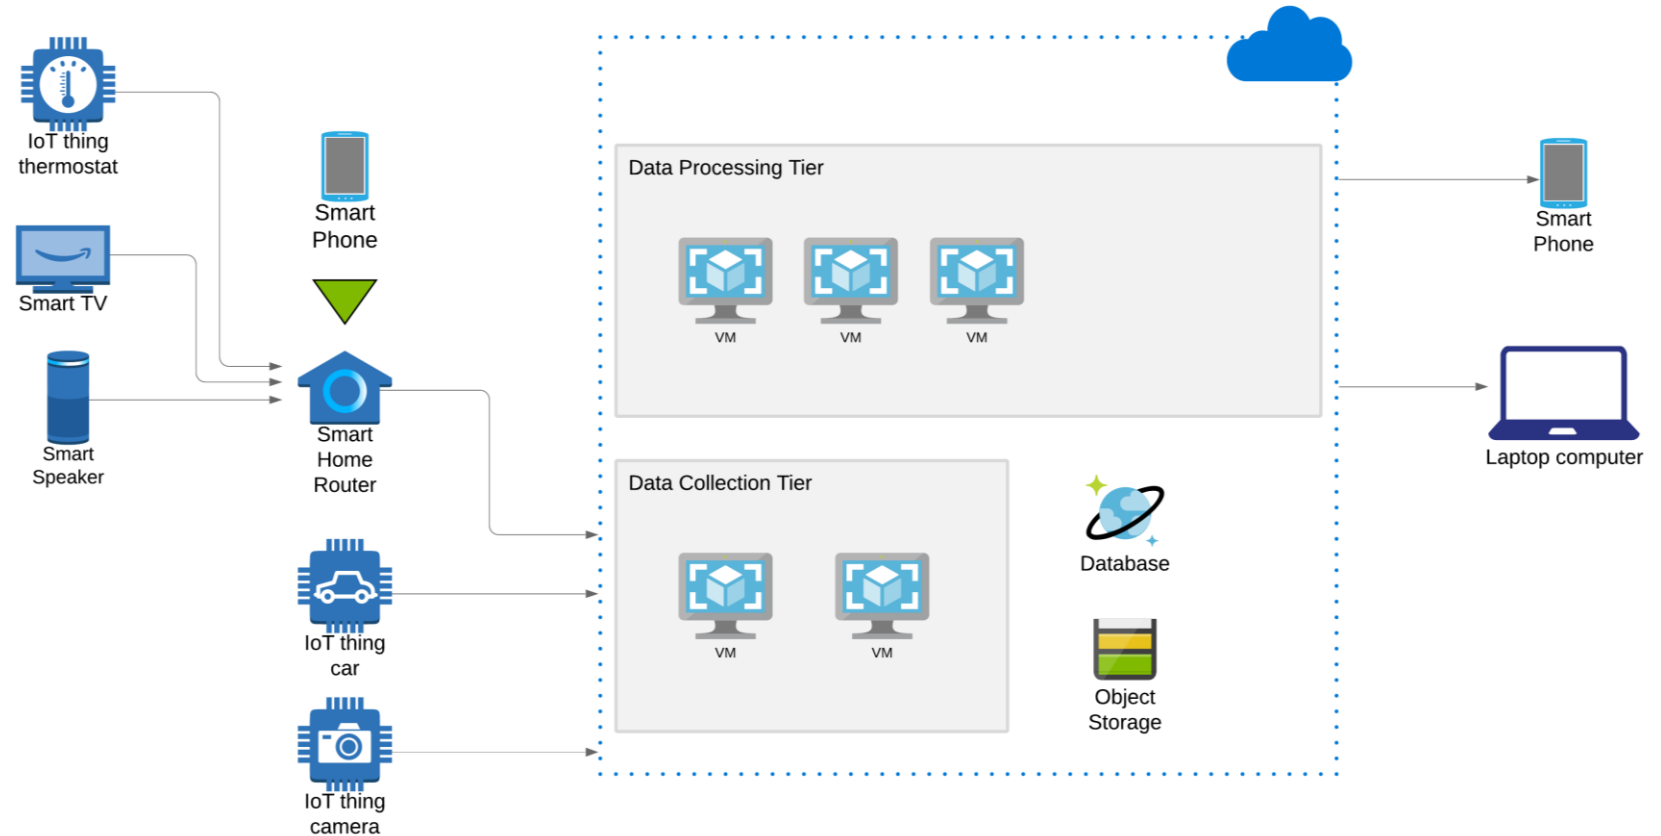 IoT thing
thermostat
Smart TV
Smart
Speaker
Smart
Phone
Smart
Home
Router
IoT thing
car
IoT thing
camera
Data Processing Tier
VM
VM
VM
Data Collection Tier
VM
VM
Database
Object
Storage
Smart
Phone
Laptop computer